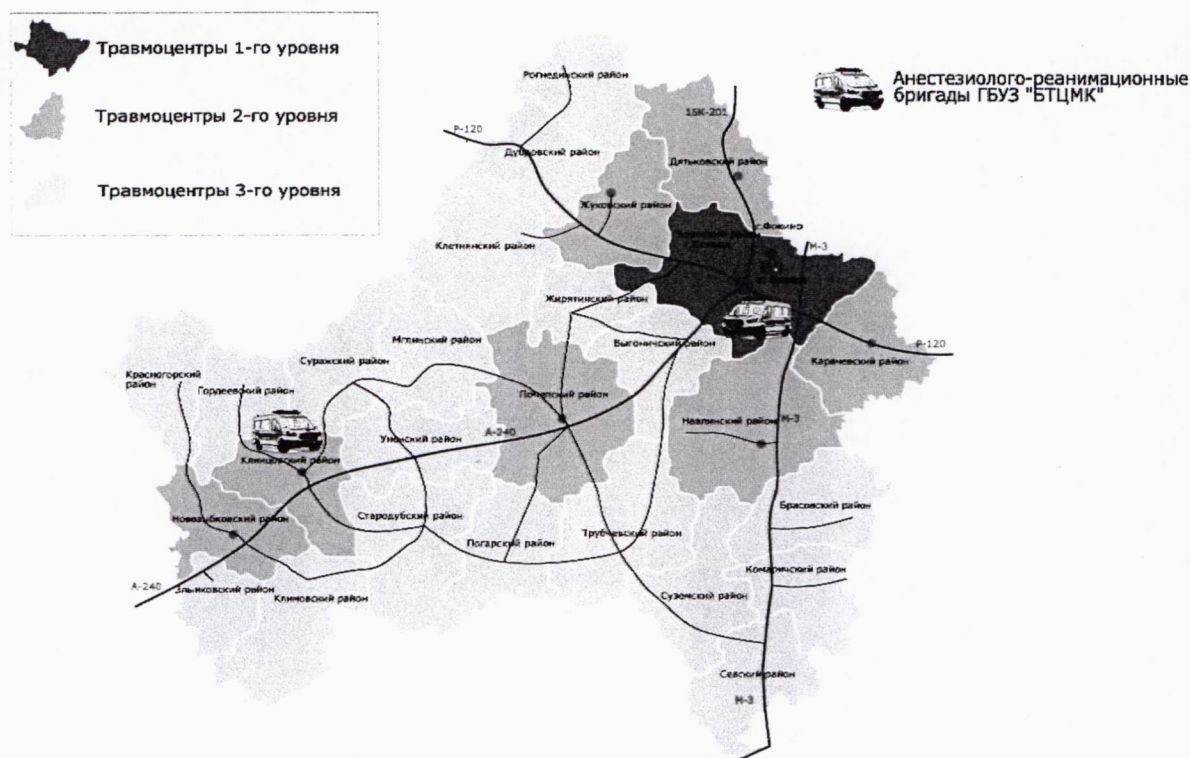 Травмоцентры 1-го уровня
Травмоцентры 2-го уровня
Травмоцентры 3-го уровня
Анестезиолого-реанимационные
бригады ГБУЗ "БТЦМК"
Рогнединский район
15К-201
Р-120
Дубровский район
Дятьковский район
Жуковский район
г.Фокино
Клетнянский район
М-3
Жирятинский район
Мглинский район
Выгоничский район
Р-120
Суражский район
Карачевский район
Красногорский
район
Гордеевский район
Почепский район
Навлинский район
М-3
А-240
Унечский район
Клинцовский район
Брасовский район
Новозыбковский район
Стародубский район
Трубчевский район
Погарский район
Комаричский район
А-240
Злынковский район
Климовский район
Суземский район
Севский район
М-3